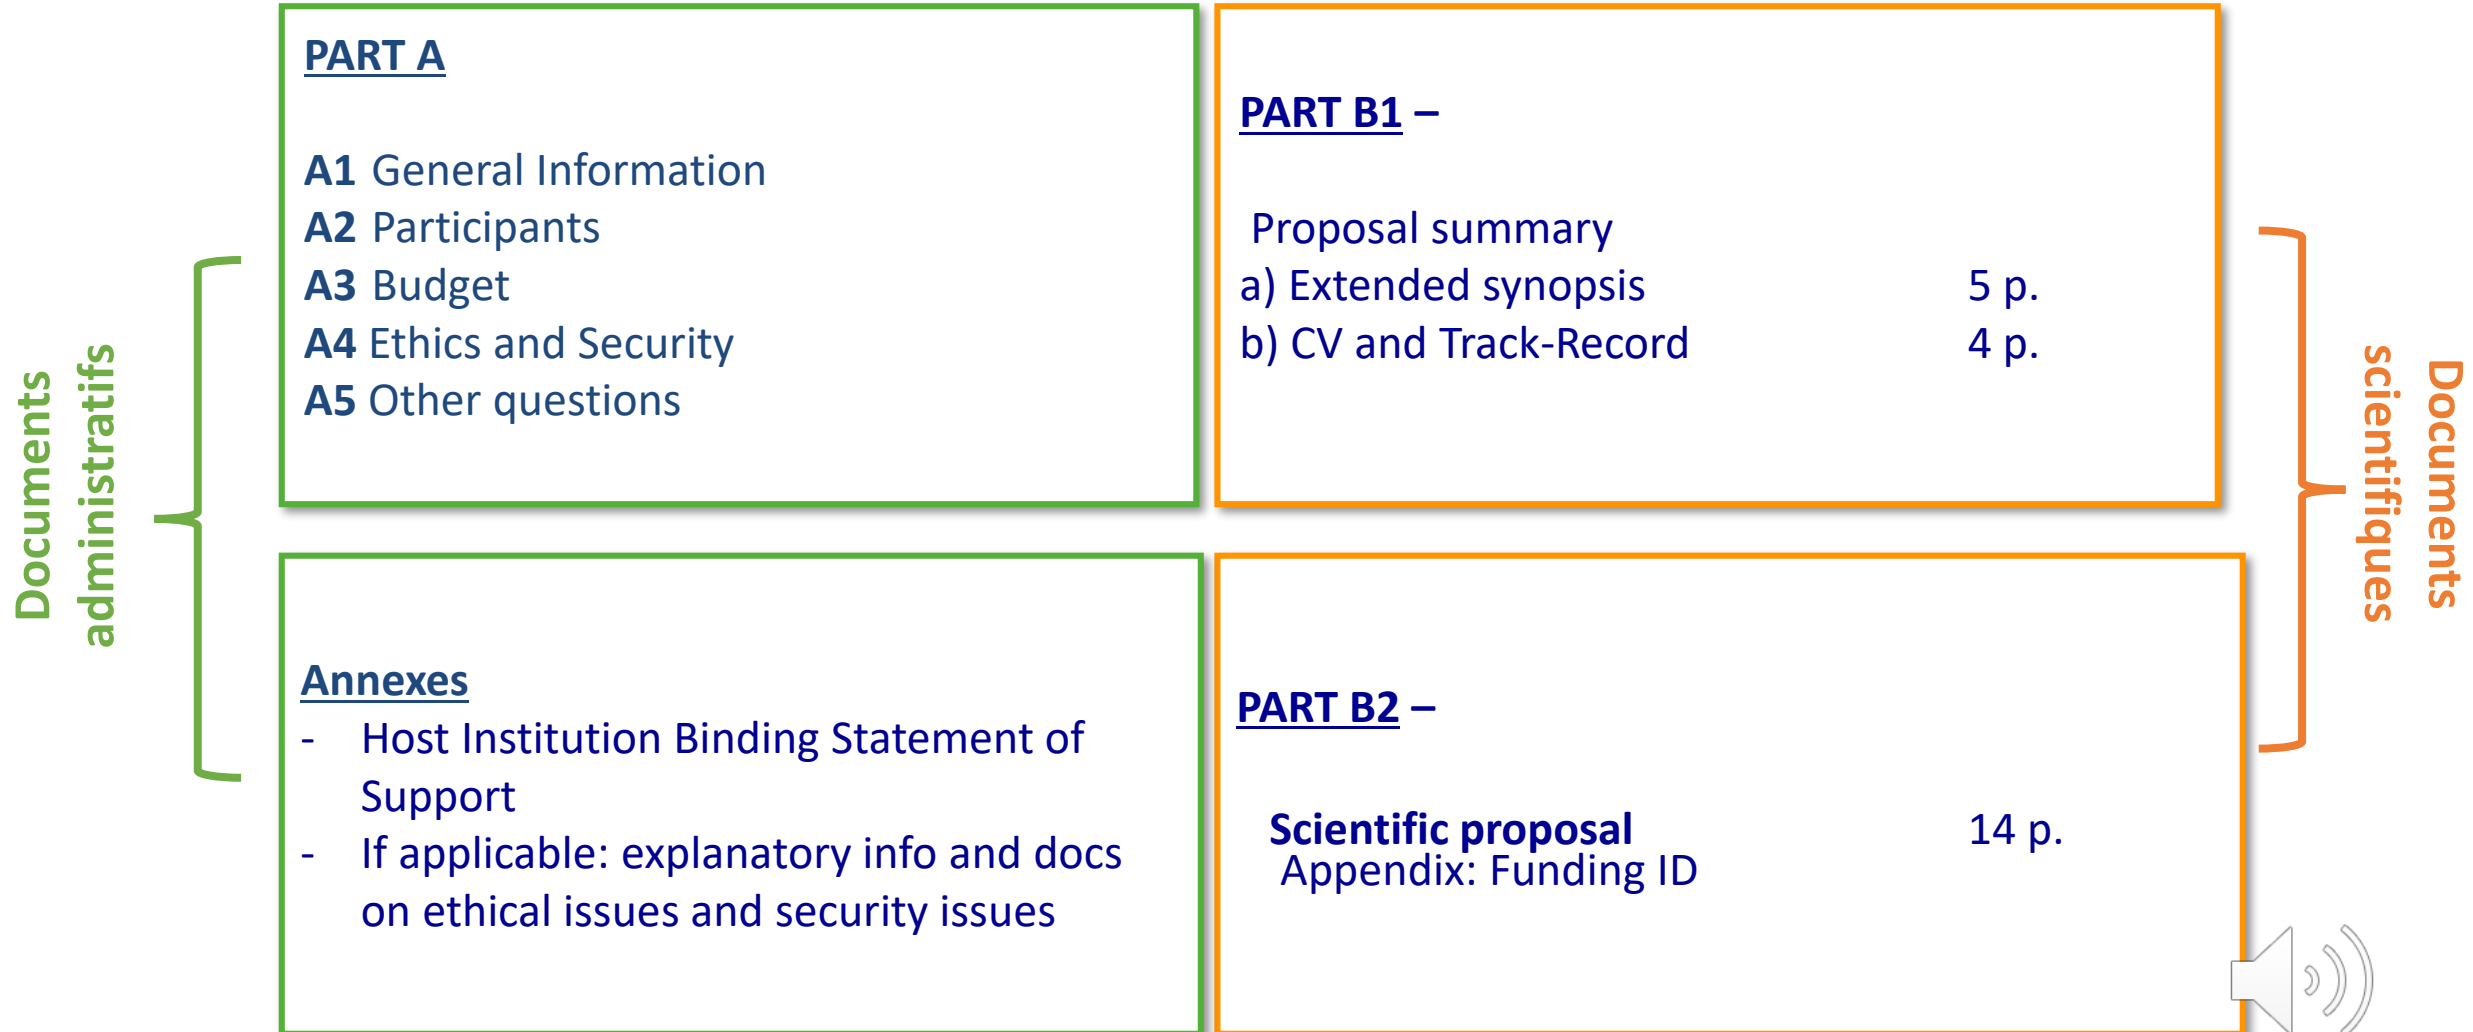 Documents
administratifs
PART A
A1 General Information
A2 Participants
A3 Budget
A4 Ethics and Security
A5 Other questions
Annexes
- Host Institution Binding Statement of
Support
- If applicable: explanatory info and docs
on ethical issues and security issues
PART B1 –
Proposal summary
a) Extended synopsis 5 p.
b) CV and Track-Record 4 p.
PART B2 –
Scientific proposal 14 p.
Appendix: Funding ID
Documents
scientifiques